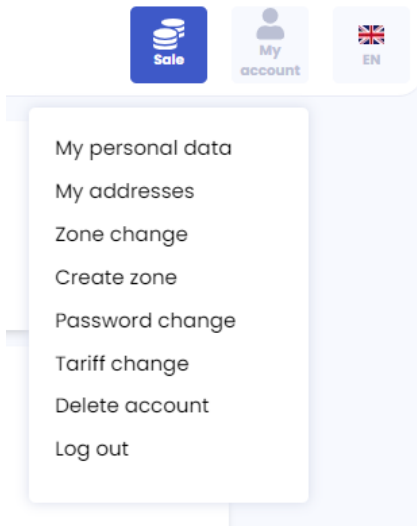 Sale
My
account
EN
My personal data
My addresses
Zone change
Create zone
Password change
Tariff change
Delete account
Log out